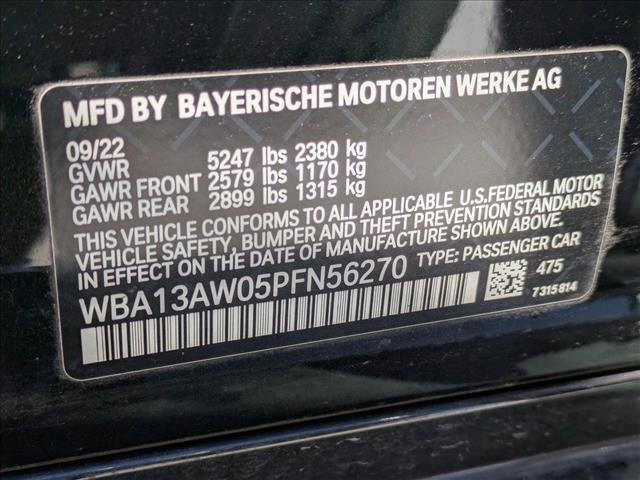 MFD BY BAYERISCHE MOTOREN WERKE AG
09/22
GVWR 5247 lbs 2380 kg
GAWR FRONT 2579 lbs 1170 kg
GAWR REAR 2899 lbs 1315 kg
THIS VEHICLE CONFORMS TO ALL APPLICABLE U.S.FEDERAL MOTOR
VEHICLE SAFETY, BUMPER AND THEFT PREVENTION STANDARDS
IN EFFECT ON THE DATE OF MANUFACTURE SHOWN ABOVE.
WBA13AW05PFN56270 TYPE: PASSENGER CAR
475
7315814